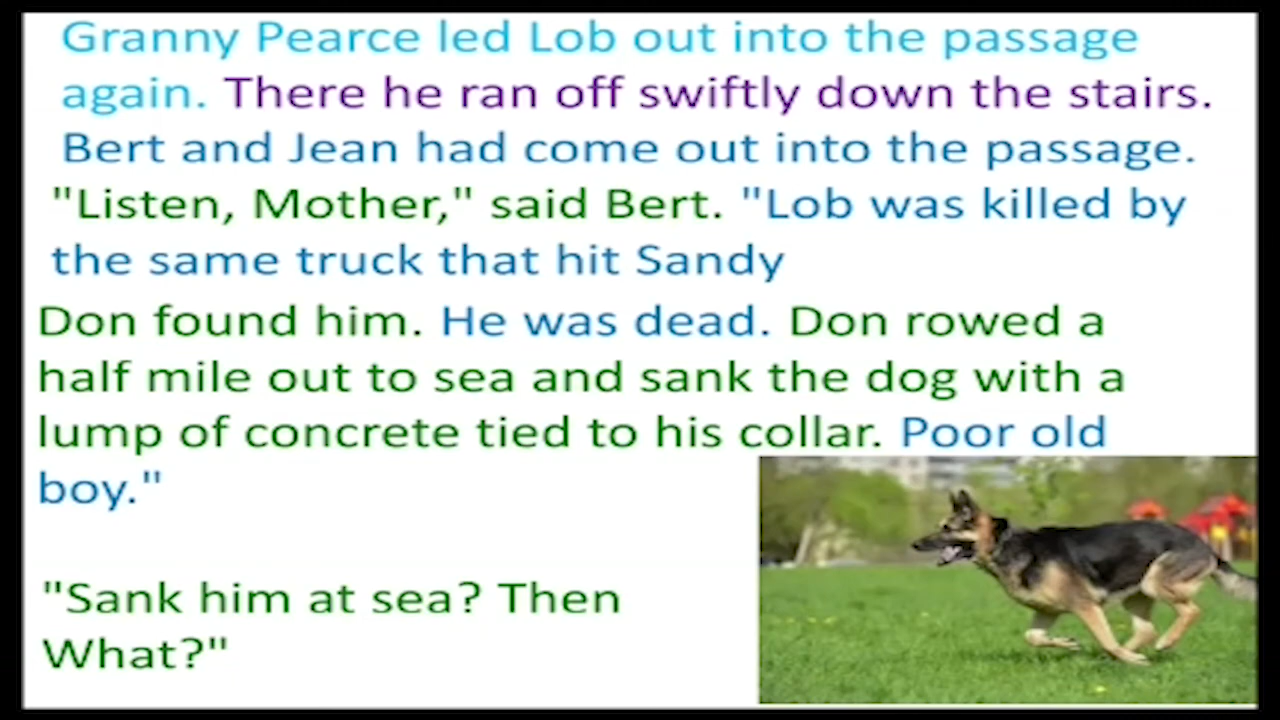 Granny Pearce led Lob out into the passage
again. There he ran off swiftly down the stairs.
Bert and Jean had come out into the passage.
"Listen, Mother," said Bert. "Lob was killed by
the same truck that hit Sandy
Don found him. He was dead. Don rowed a
half mile out to sea and sank the dog with a
lump of concrete tied to his collar. Poor old
boy."
"Sank him at sea? Then
What?"